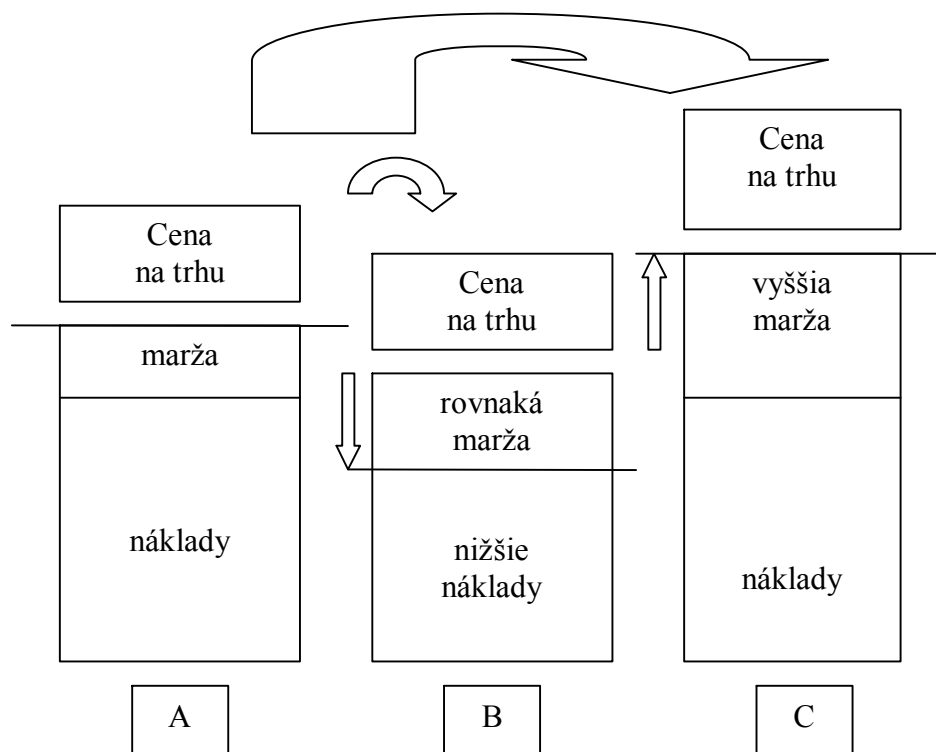 Cena
na trhu
marža
náklady
A
Cena
na trhu
rovnaká
marža
nižšie
náklady
B
Cena
na trhu
vyššia
marža
náklady
C